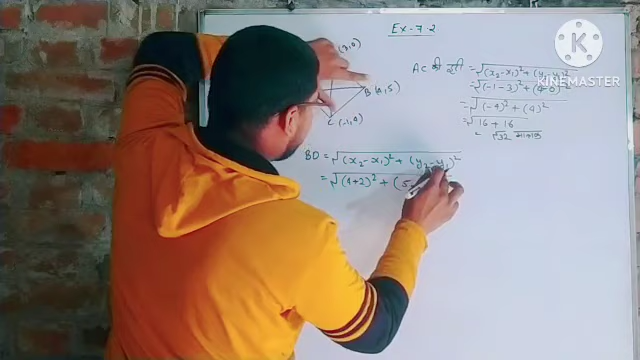 Ex-7.2
(3,0)
B (4,5)
C (-1,4)
AC की दूरी = √(x₂-x₁)² + (y₂-y₁)²
= √(-1-3)² + (4-0)²
= √(-4)² + (4)²
= √16 + 16
= √32 मात्रक
BD = √(x₂-x₁)² + (y₂-y₁)²
= √(4+2)² + (5
KINEMASTER